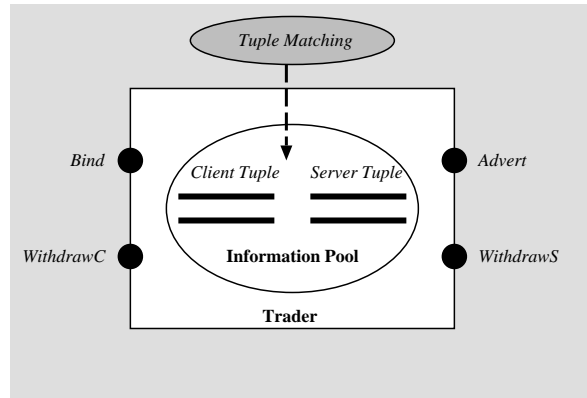 Tuple Matching
Bind
Advert
Client Tuple
Server Tuple
WithdrawC
Information Pool
WithdrawS
Trader